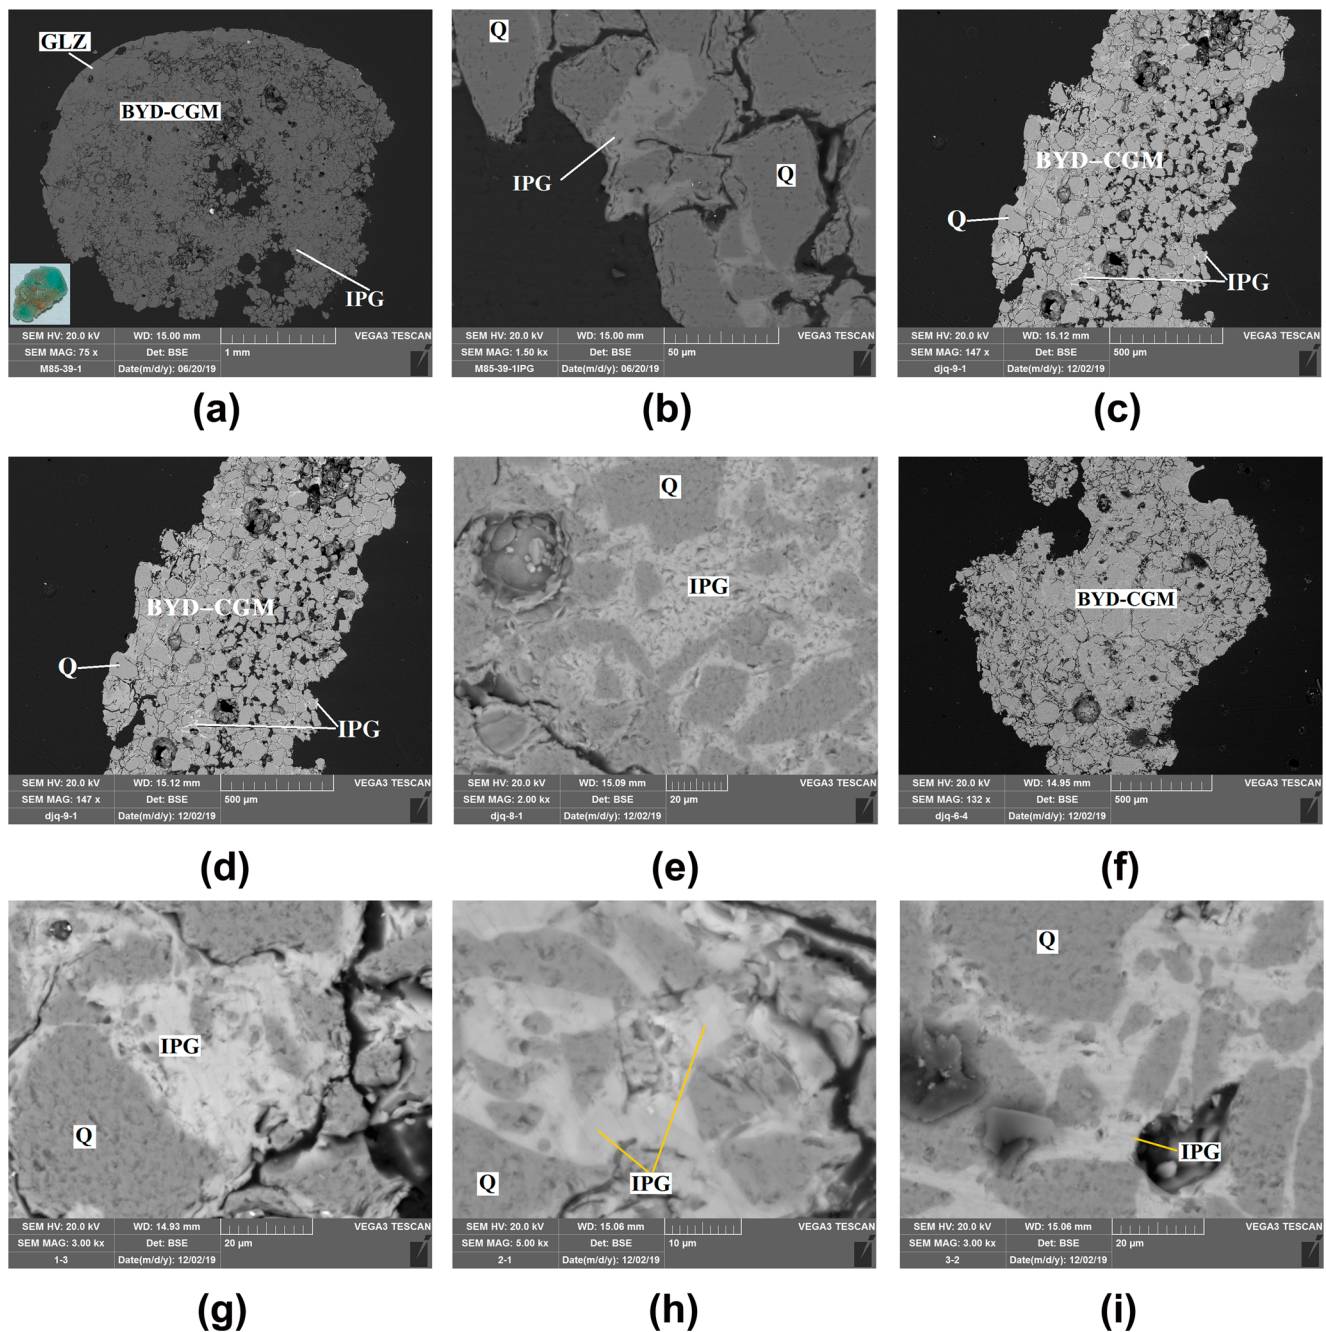 GLZ
BYD-CGM
IPG
SEM HV: 20.0 kV WD: 15.00 mm VEGA3 TESCAN
SEM MAG: 75 x Det: BSE 1 mm
M85-39-1 Date(m/d/y): 06/20/19
(a)
Q
IPG
Q
SEM HV: 20.0 kV WD: 15.00 mm VEGA3 TESCAN
SEM MAG: 1.50 kx Det: BSE 50 µm
M85-39-1IPG Date(m/d/y): 06/20/19
(b)
BYD-CGM
Q
IPG
SEM HV: 20.0 kV WD: 15.12 mm VEGA3 TESCAN
SEM MAG: 147 x Det: BSE 500 µm
djq-9-1 Date(m/d/y): 12/02/19
(c)
BYD-CGM
Q
IPG
SEM HV: 20.0 kV WD: 15.12 mm VEGA3 TESCAN
SEM MAG: 147 x Det: BSE 500 µm
djq-9-1 Date(m/d/y): 12/02/19
(d)
Q
IPG
SEM HV: 20.0 kV WD: 15.09 mm VEGA3 TESCAN
SEM MAG: 2.00 kx Det: BSE 20 µm
djq-8-1 Date(m/d/y): 12/02/19
(e)
BYD-CGM
SEM HV: 20.0 kV WD: 14.95 mm VEGA3 TESCAN
SEM MAG: 132 x Det: BSE 500 µm
djq-6-4 Date(m/d/y): 12/02/19
(f)
IPG
Q
SEM HV: 20.0 kV WD: 14.93 mm VEGA3 TESCAN
SEM MAG: 3.00 kx Det: BSE 20 µm
1-3 Date(m/d/y): 12/02/19
(g)
IPG
Q
SEM HV: 20.0 kV WD: 15.06 mm VEGA3 TESCAN
SEM MAG: 5.00 kx Det: BSE 10 µm
2-1 Date(m/d/y): 12/02/19
(h)
Q
IPG
SEM HV: 20.0 kV WD: 15.06 mm VEGA3 TESCAN
SEM MAG: 3.00 kx Det: BSE 20 µm
3-2 Date(m/d/y): 12/02/19
(i)